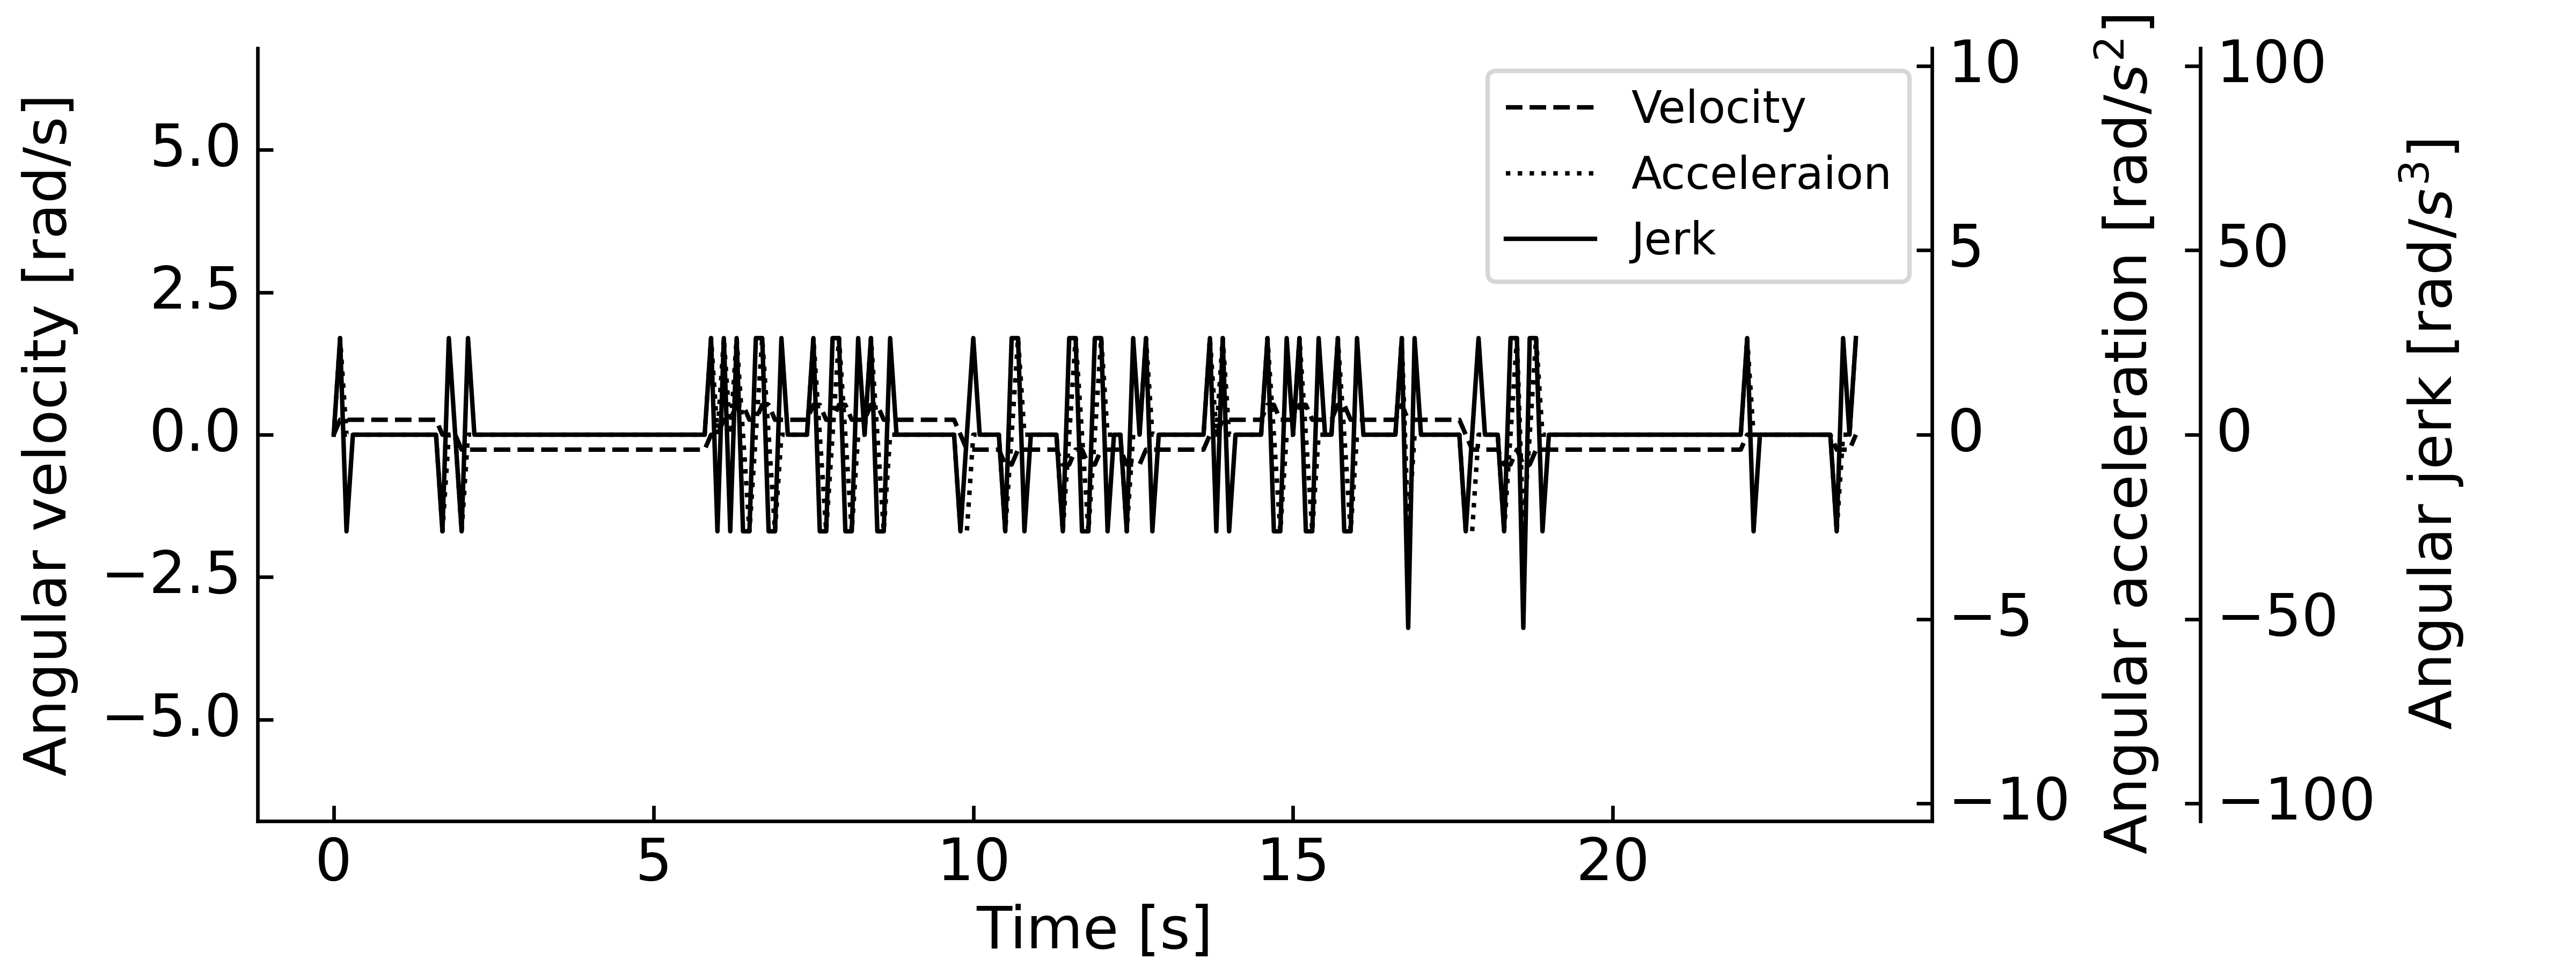 Angular velocity [rad/s]
5.0
2.5
0.0
−2.5
−5.0
Velocity
Acceleraion
Jerk
10
5
0
−5
−10
Angular acceleration [rad/s²]
100
50
0
−50
−100
Angular jerk [rad/s³]
0 5 10 15 20
Time [s]